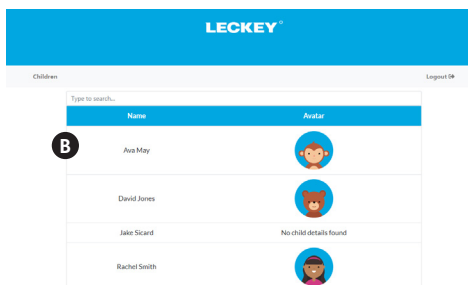 LECKEY°
Children Logout
Type to search...
Name Avatar
B
Ava May
David Jones
Jake Sicard No child details found
Rachel Smith